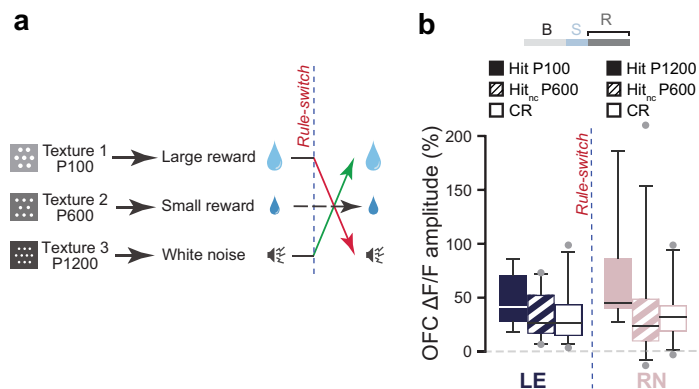 a
Rule-switch
Texture 1
P100
Large reward
Texture 2
P600
Small reward
Texture 3
P1200
White noise
b
B S R
Hit P100
Hitnc P600
CR
Hit P1200
Hitnc P600
CR
Rule-switch
OFC ΔF/F amplitude (%)
200
150
100
50
0
LE
RN